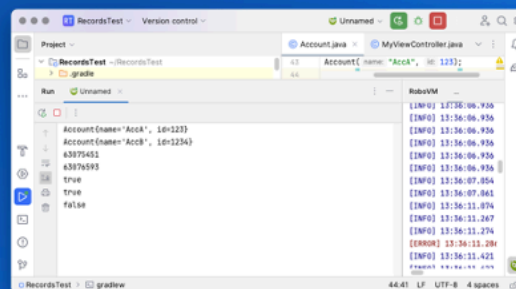 RT RecordsTest Version control Unnamed
Project
Account.java MyViewController.java
RecordsTest ~/RecordsTest
.gradle
43 Account( name: "AccA", id: 123);
44
Run Unnamed
RoboVM
Account{name='AccA', id=123}
Account{name='AccB', id=1234}
63075451
63076593
true
true
false
[INFO] 13:36:06.936
[INFO] 13:36:06.936
[INFO] 13:36:06.936
[INFO] 13:36:06.936
[INFO] 13:36:06.936
[INFO] 13:36:06.936
[INFO] 13:36:07.054
[INFO] 13:36:07.061
[INFO] 13:36:11.074
[INFO] 13:36:11.267
[INFO] 13:36:11.274
[ERROR] 13:36:11.28
[INFO] 13:36:11.421
RecordsTest gradlew
44:41 LF UTF-8 4 spaces